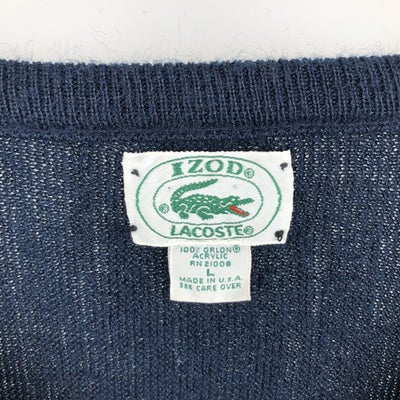 IZOD
®
LACOSTE®
100% ORLON®
ACRYLIC
RN 21008
L
MADE IN U.S.A.
SEE CARE OVER